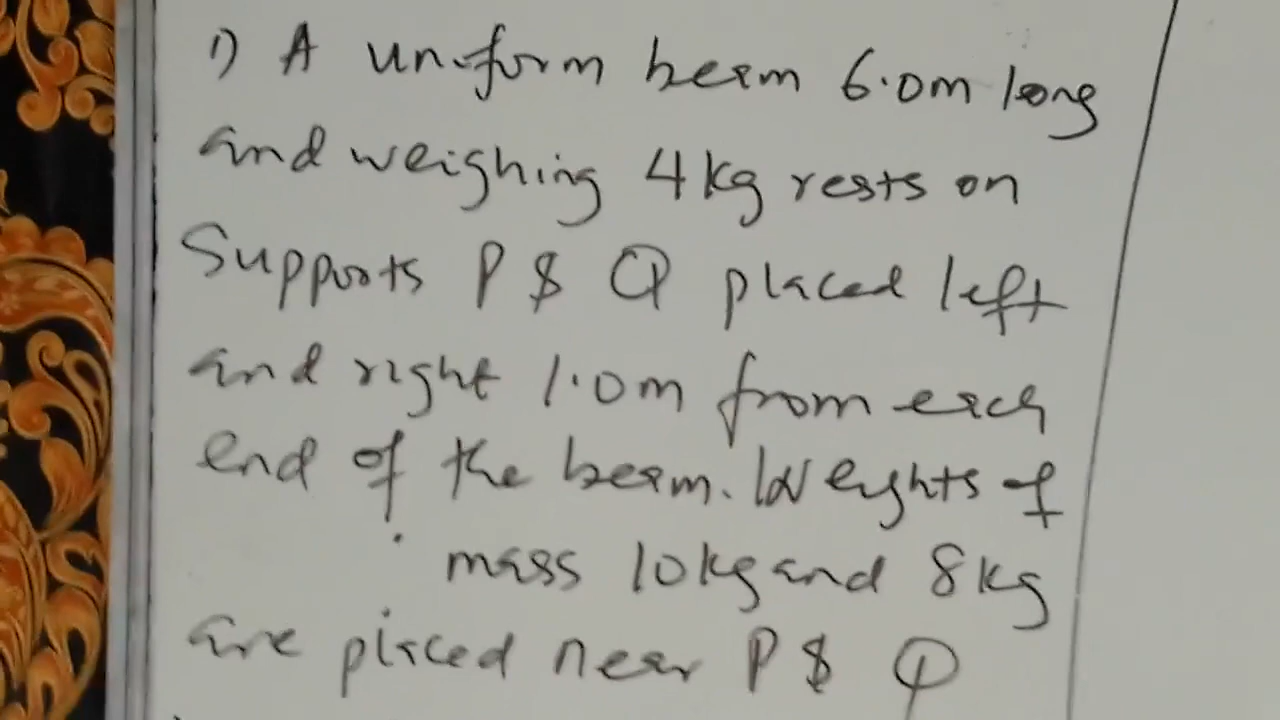 1) A uniform beam 6.0m long
and weighing 4kg rests on
Supports P & Q placed left
and right 1.0m from each
end of the beam. Weights of
mass 10kg and 8kg
are placed near P & Q